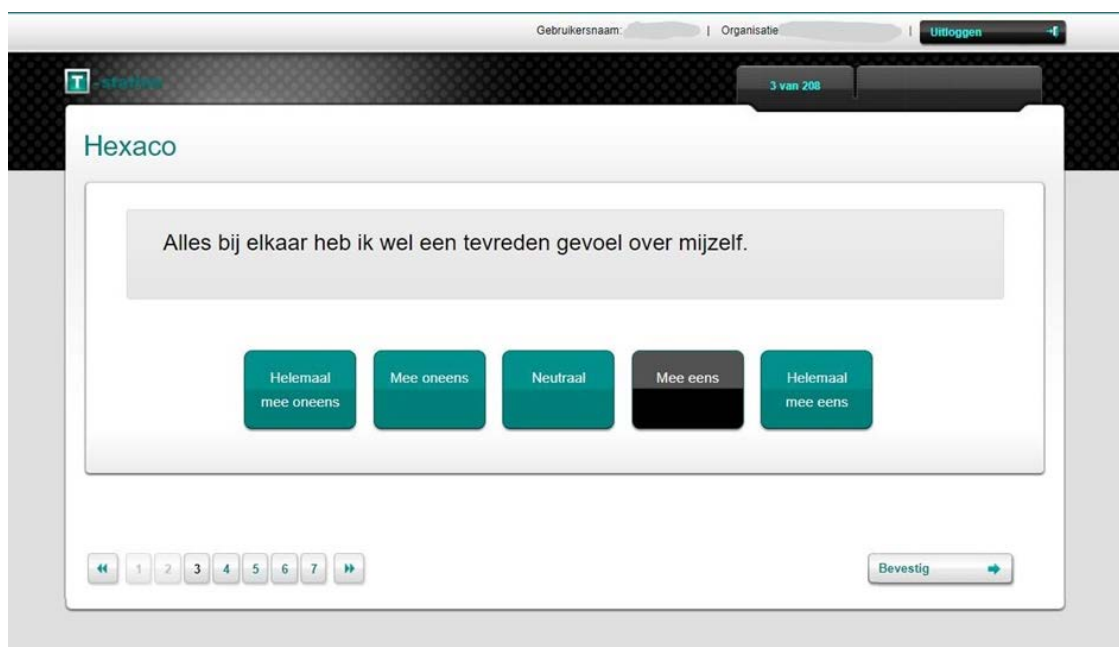 Gebruikersnaam: | Organisatie | Uitloggen
T -station
3 van 208
Hexaco
Alles bij elkaar heb ik wel een tevreden gevoel over mijzelf.
Helemaal mee oneens
Mee oneens
Neutraal
Mee eens
Helemaal mee eens
1 2 3 4 5 6 7
Bevestig